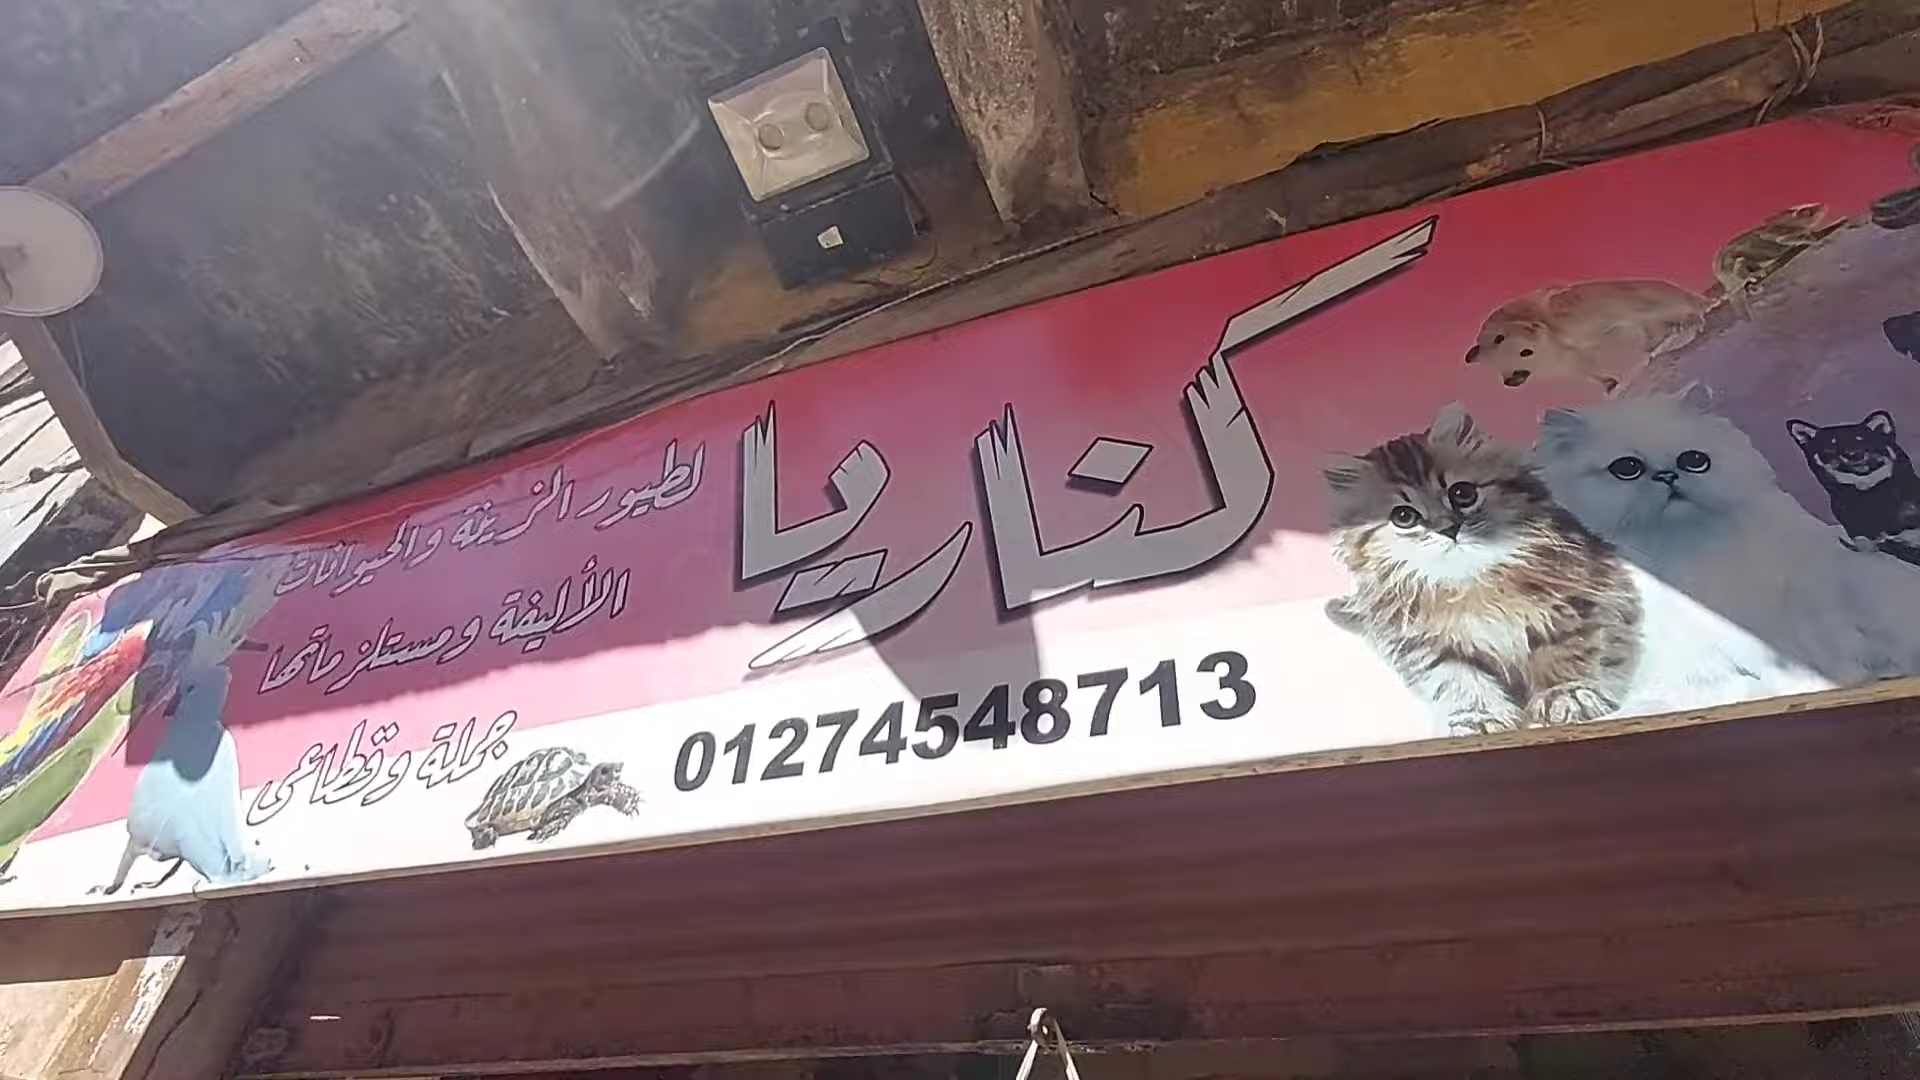 كناريا
لطيور الزينة والحيوانات
الأليفة ومستلزماتها
جملة وقطاعى
01274548713